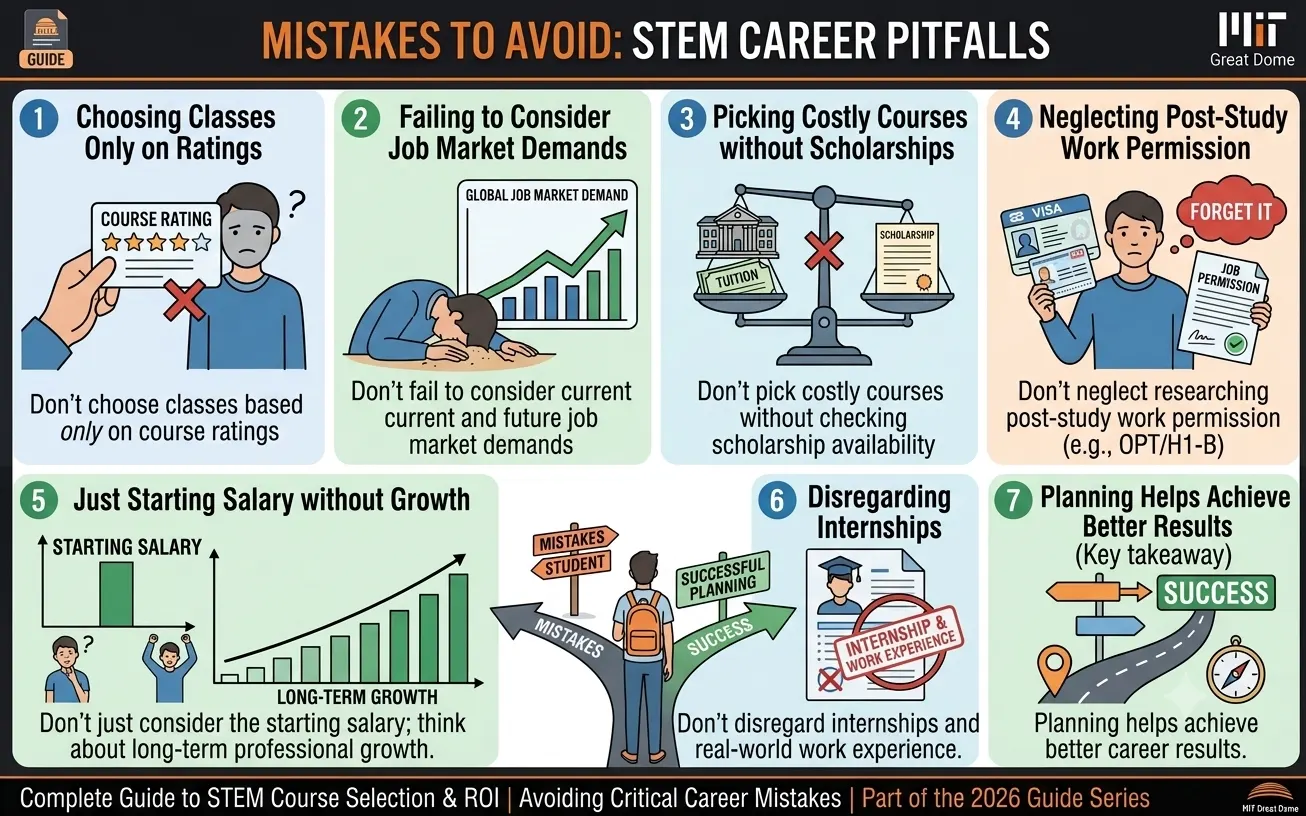 GUIDE
MISTAKES TO AVOID: STEM CAREER PITFALLS
MIT
Great Dome
1
Choosing Classes
Only on Ratings
COURSE RATING
?
Don't choose classes based
only on course ratings
2
Failing to Consider
Job Market Demands
GLOBAL JOB MARKET DEMAND
Don't fail to consider current
current and future job
market demands
3
Picking Costly Courses
without Scholarships
TUITION
SCHOLARSHIP
Don't pick costly courses
without checking
scholarship availability
4
Neglecting Post-Study
Work Permission
VISA
FORGET IT
JOB
PERMISSION
Don't neglect researching
post-study work permission
(e.g., OPT/H1-B)
5
Just Starting Salary without Growth
STARTING SALARY
?
LONG-TERM GROWTH
Don't just consider the starting salary; think
about long-term professional growth.
MISTAKES
STUDENT
SUCCESSFUL
PLANNING
MISTAKES
SUCCESS
6
Disregarding
Internships
INTERNSHIP &
WORK EXPERIENCE
Don't disregard internships and
real-world work experience.
7
Planning Helps Achieve
Better Results
(Key takeaway)
SUCCESS
Planning helps achieve
better career results.
Complete Guide to STEM Course Selection & ROI | Avoiding Critical Career Mistakes | Part of the 2026 Guide Series
MIT Great Dome